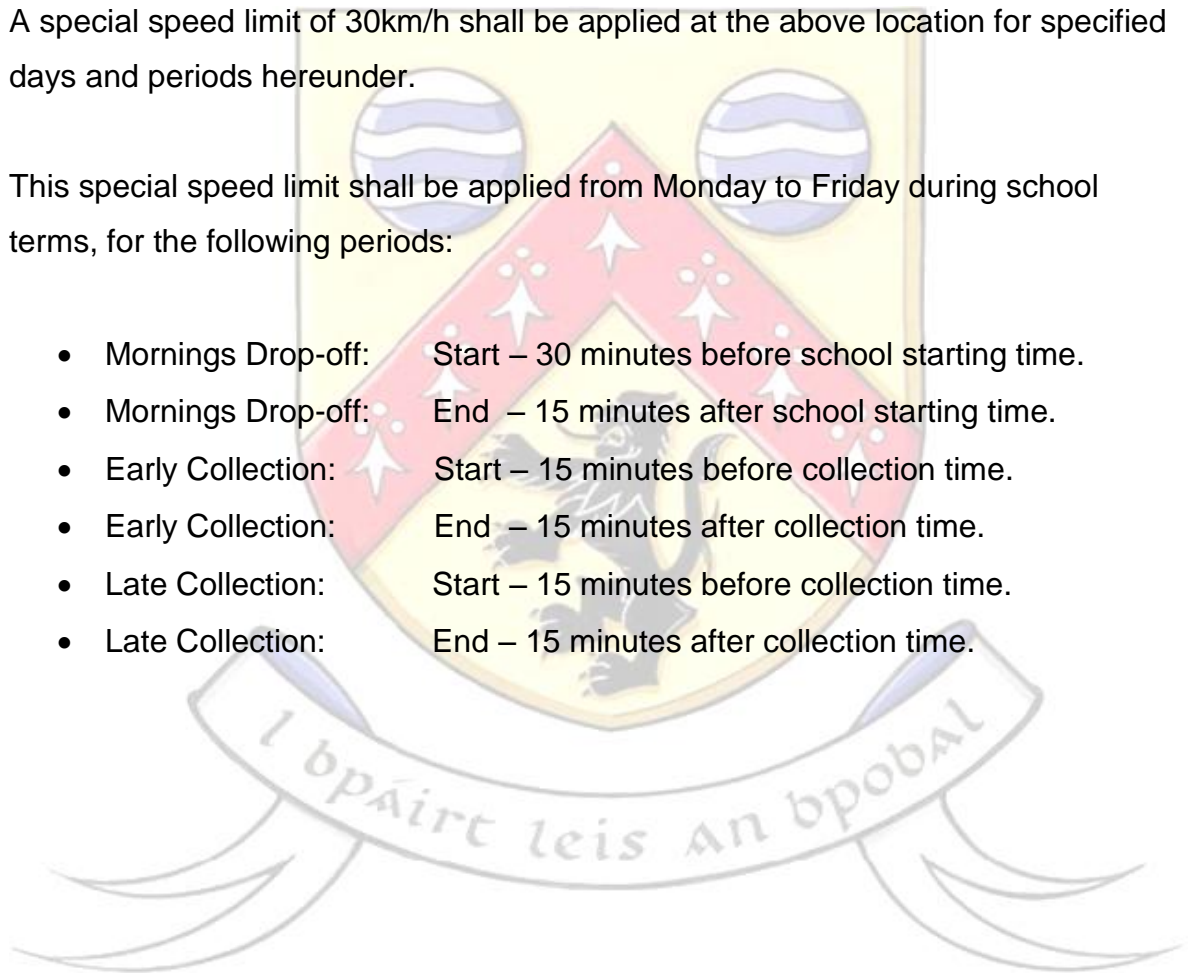 A special speed limit of 30km/h shall be applied at the above location for specified
days and periods hereunder.
This special speed limit shall be applied from Monday to Friday during school
terms, for the following periods:
• Mornings Drop-off: Start – 30 minutes before school starting time.
• Mornings Drop-off: End – 15 minutes after school starting time.
• Early Collection: Start – 15 minutes before collection time.
• Early Collection: End – 15 minutes after collection time.
• Late Collection: Start – 15 minutes before collection time.
• Late Collection: End – 15 minutes after collection time.
I bpáirt leis an bpobal